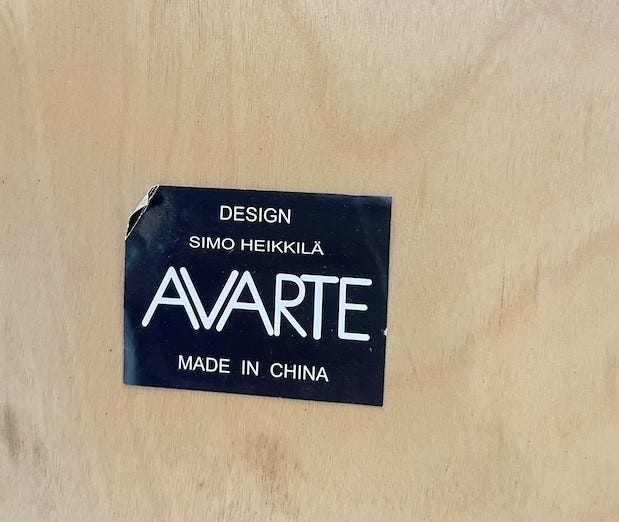 DESIGN
SIMO HEIKKILÄ
AVARTE
MADE IN CHINA